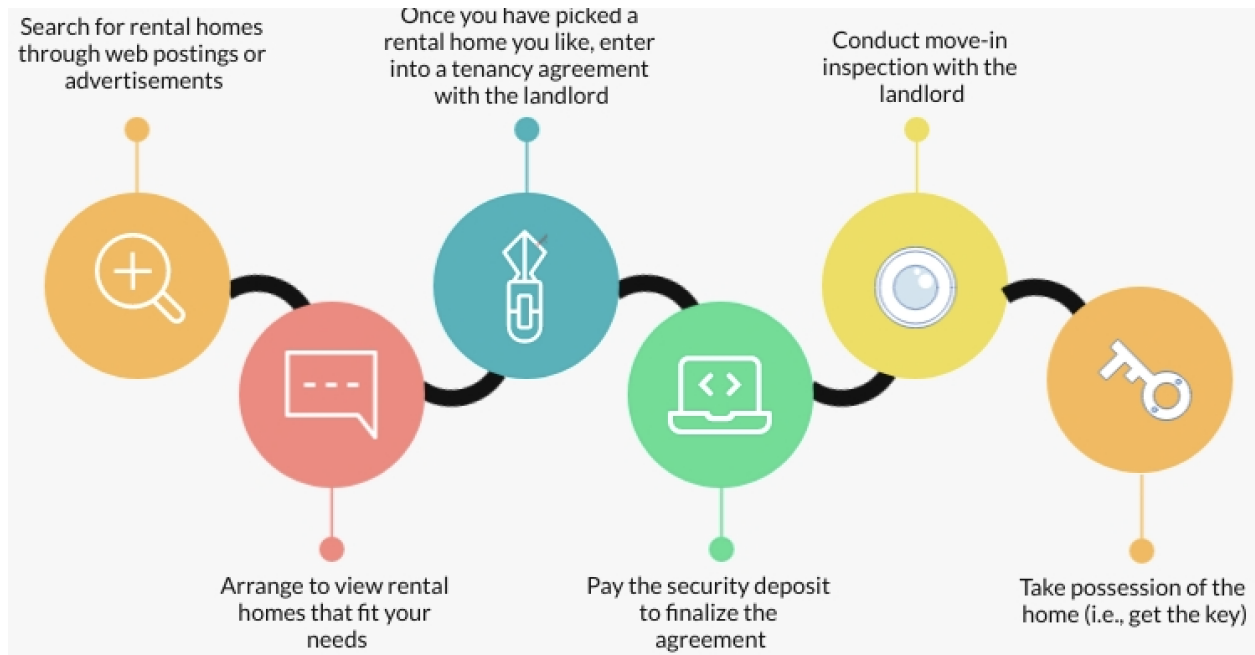 Search for rental homes
through web postings or
advertisements
Arrange to view rental
homes that fit your
needs
Once you have picked a
rental home you like, enter
into a tenancy agreement
with the landlord
Pay the security deposit
to finalize the
agreement
Conduct move-in
inspection with the
landlord
Take possession of the
home (i.e., get the key)